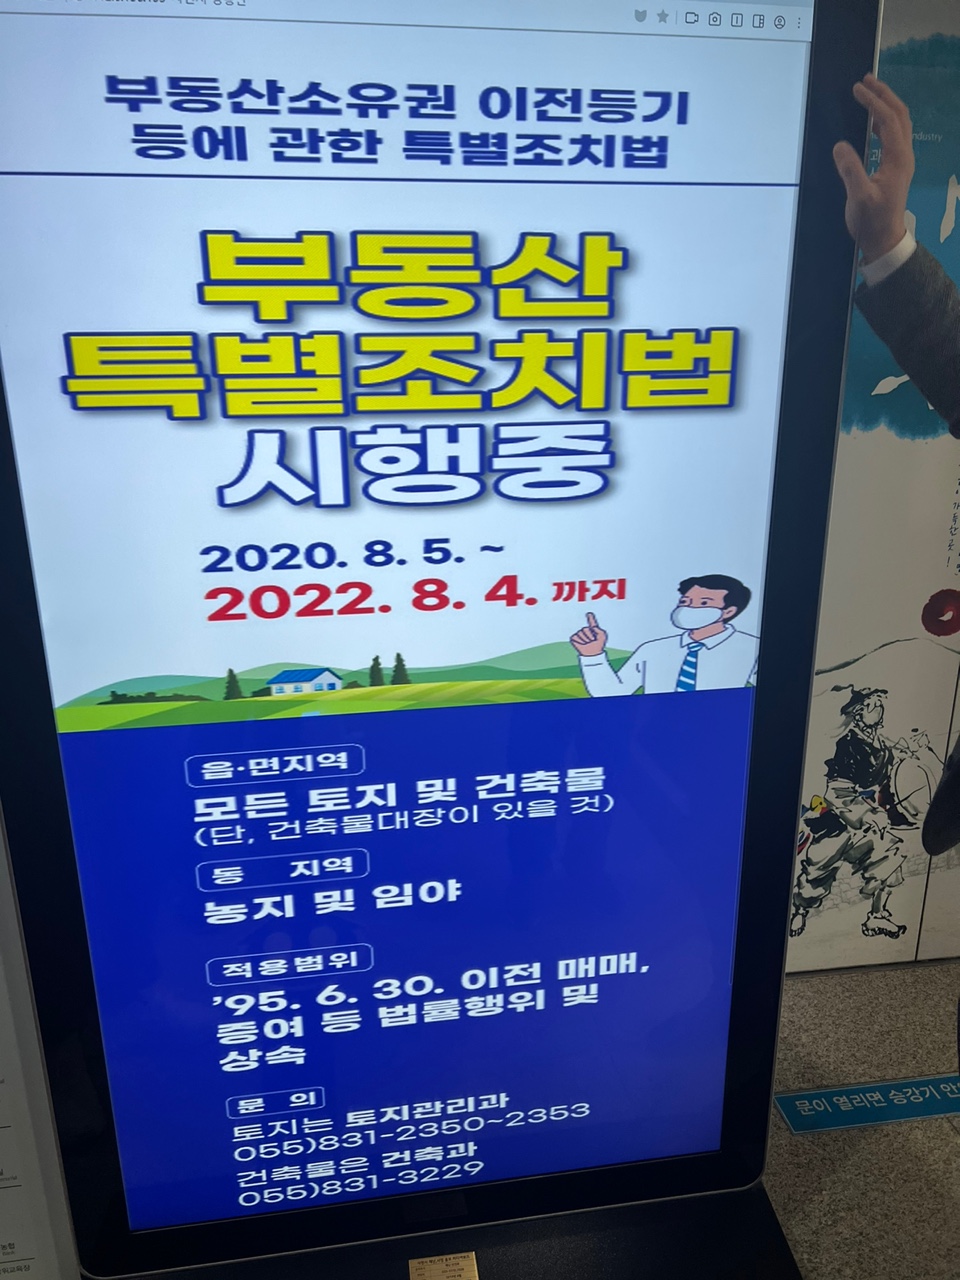 부동산소유권 이전등기
등에 관한 특별조치법
부동산
특별조치법
시행중
2020. 8. 5. ~
2022. 8. 4. 까지
읍·면지역
모든 토지 및 건축물
(단, 건축물대장이 있을 것)
동 지역
농지 및 임야
적용범위
'95. 6. 30. 이전 매매,
증여 등 법률행위 및
상속
문 의
토지는 토지관리과
055)831-2350~2353
건축물은 건축과
055)831-3229
industry
문이 열리면 승강기 안